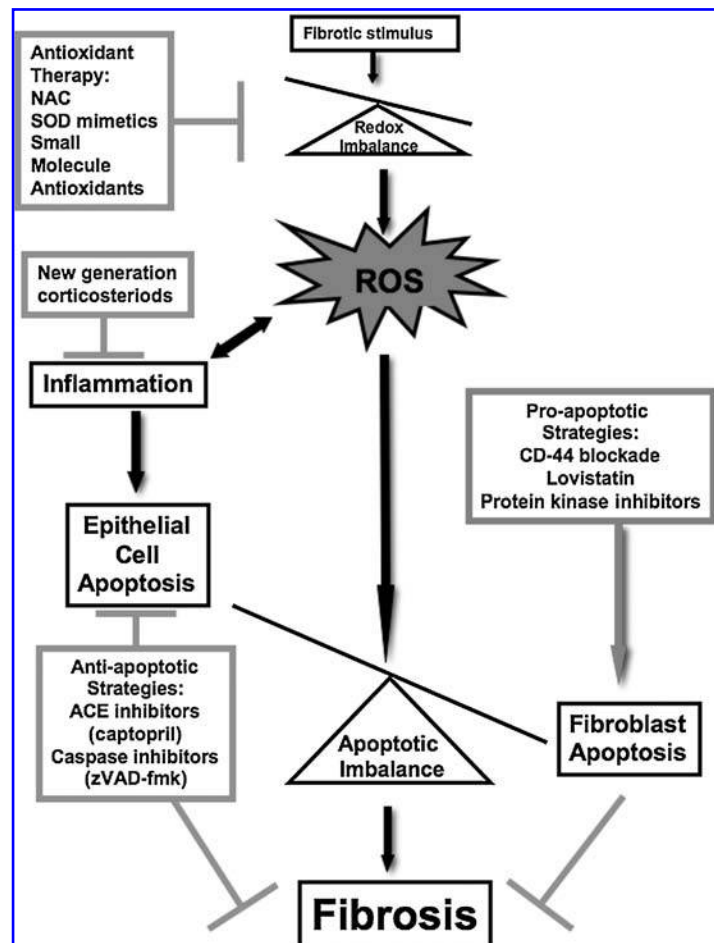 Fibrotic stimulus
Antioxidant
Therapy:
NAC
SOD mimetics
Small
Molecule
Antioxidants
Redox
Imbalance
ROS
New generation
corticosteriods
Inflammation
Pro-apoptotic
Strategies:
CD-44 blockade
Lovistatin
Protein kinase inhibitors
Epithelial
Cell
Apoptosis
Anti-apoptotic
Strategies:
ACE inhibitors
(captopril)
Caspase inhibitors
(zVAD-fmk)
Apoptotic
Imbalance
Fibroblast
Apoptosis
Fibrosis